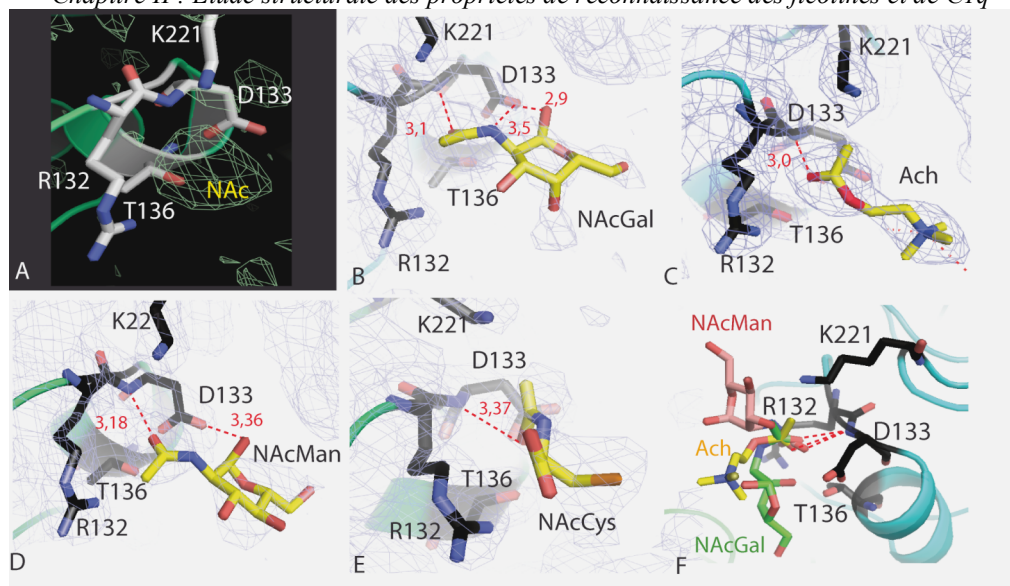 Chapitre II : Etude structurale des propriétés de reconnaissance des ficolines et de C1q
K221
D133
R132
NAc
T136
A
K221
D133
2,9
3,1
3,5
T136
NAcGal
R132
B
K221
D133
3,0
Ach
T136
R132
C
K22
D133
3,18
3,36
NAcMan
T136
R132
D
K221
D133
3,37
T136
R132
NAcCys
E
NAcMan
K221
R132
D133
Ach
T136
NAcGal
F